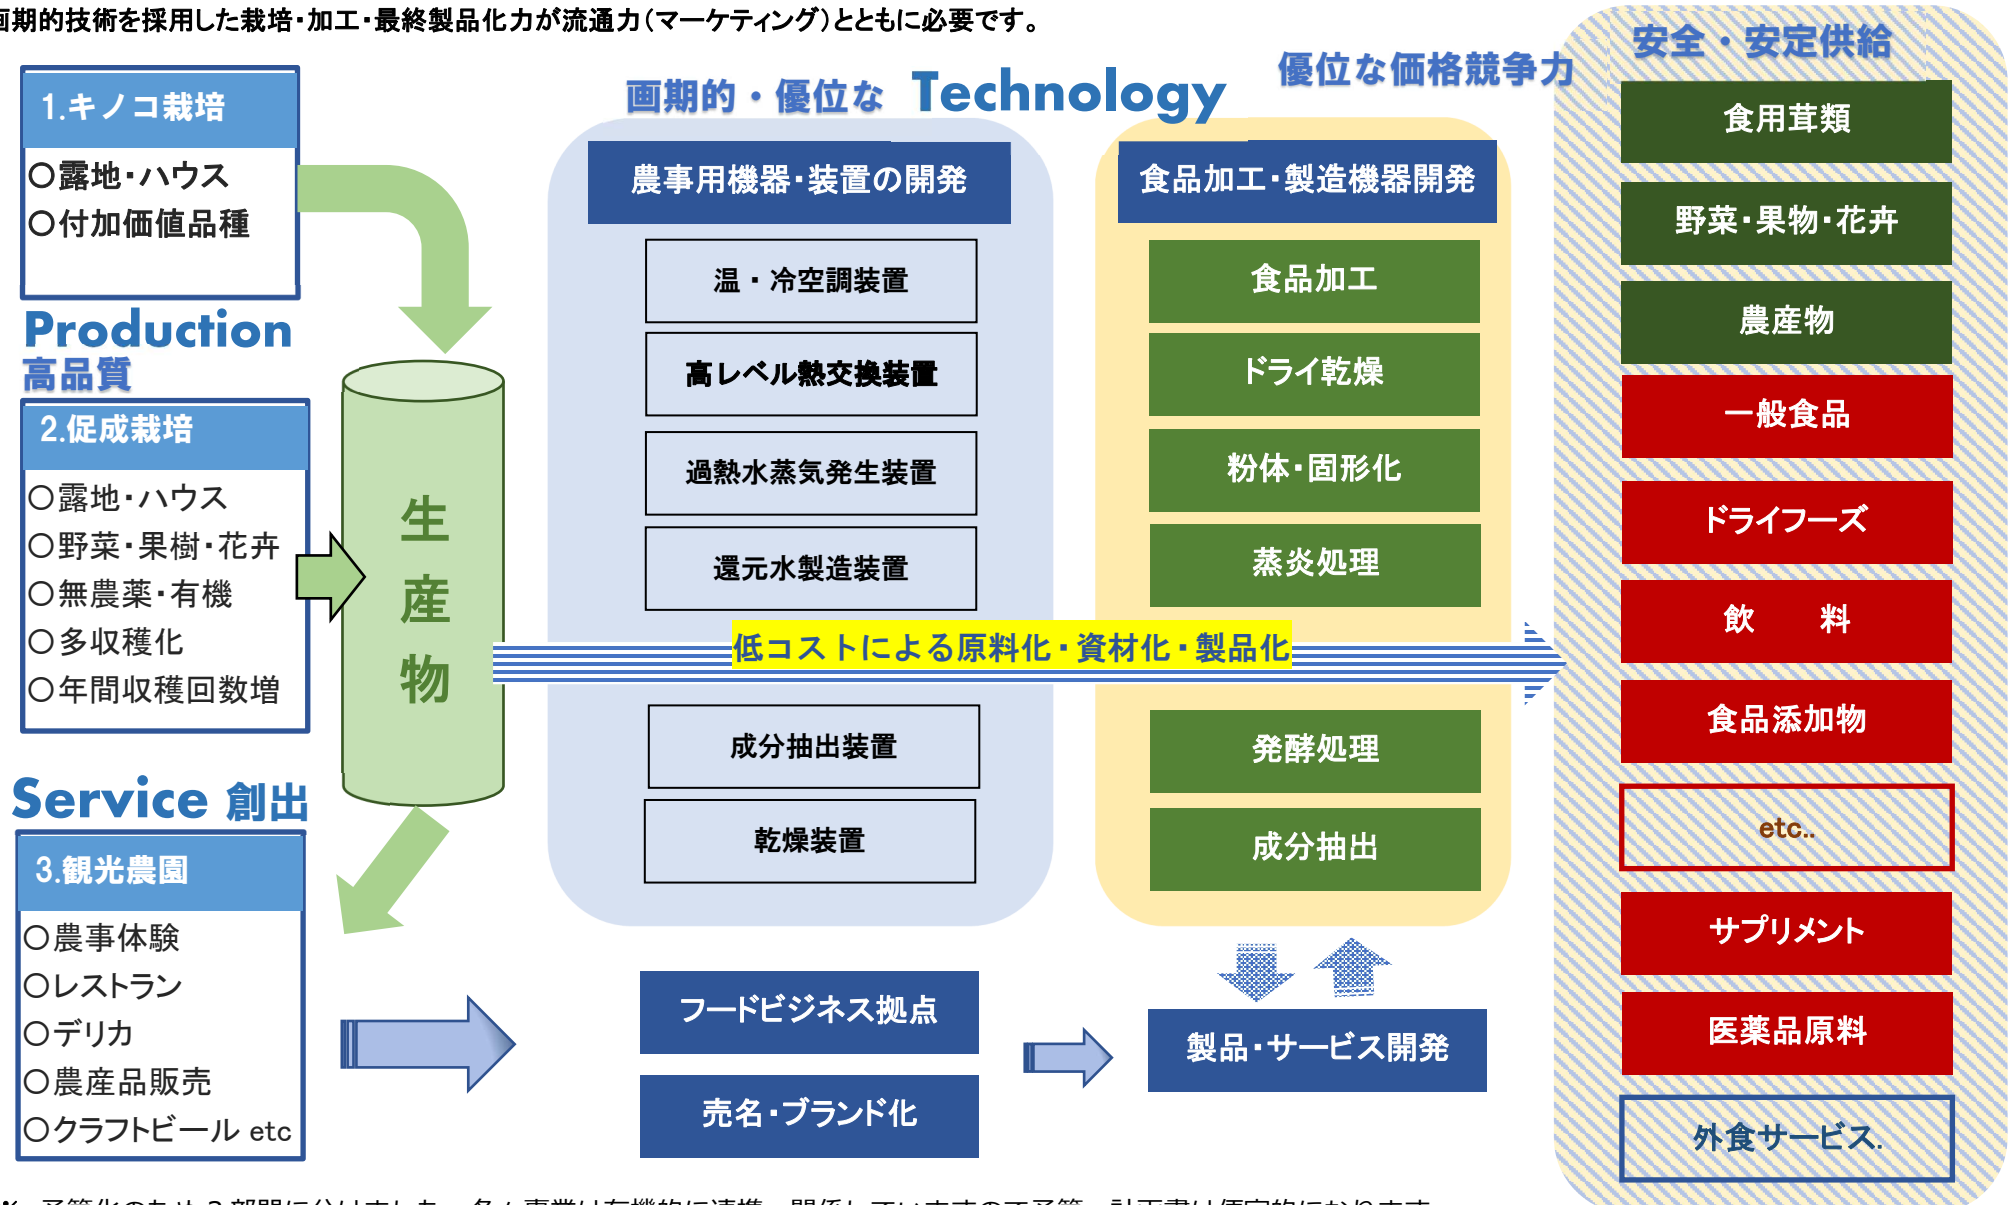 画期的技術を採用した栽培・加工・最終製品化力が流通力（マーケティング）とともに必要です。
1.キノコ栽培
〇露地・ハウス
〇付加価値品種
Production
高品質
2.促成栽培
〇露地・ハウス
〇野菜・果樹・花卉
〇無農薬・有機
〇多収穫化
〇年間収穫回数増
Service 創出
3.観光農園
〇農事体験
〇レストラン
〇デリカ
〇農産品販売
〇クラフトビール etc
生
産
物
画期的・優位な Technology
優位な価格競争力
農事用機器・装置の開発
温・冷空調装置
高レベル熱交換装置
過熱水蒸気発生装置
還元水製造装置
低コストによる原料化・資材化・製品化
成分抽出装置
乾燥装置
食品加工・製造機器開発
食品加工
ドライ乾燥
粉体・固形化
蒸炎処理
発酵処理
成分抽出
フードビジネス拠点
売名・ブランド化
製品・サービス開発
安全・安定供給
食用茸類
野菜・果物・花卉
農産物
一般食品
ドライフーズ
飲　料
食品添加物
etc..
サプリメント
医薬品原料
外食サービス.